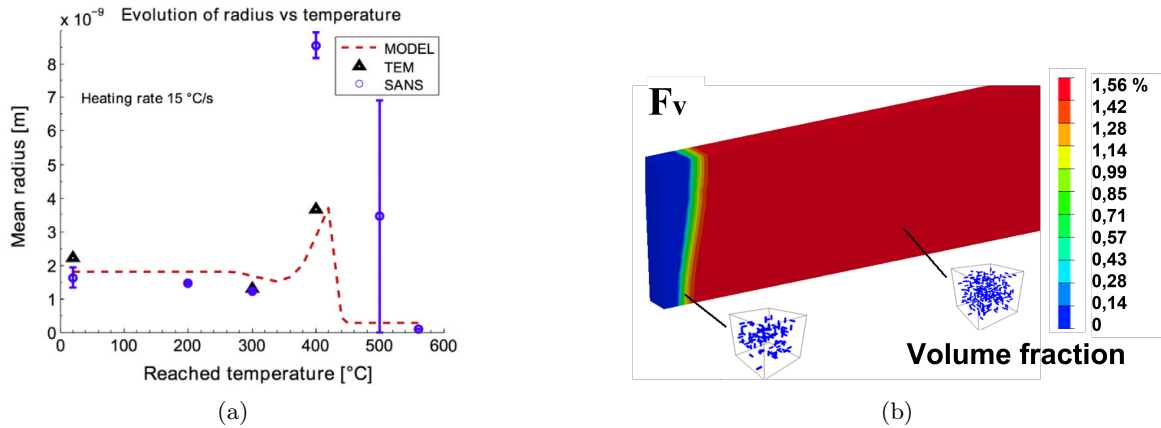 Evolution of radius vs temperature
x 10⁻⁹
8
7
6
5
4
3
2
1
0
Mean radius [m]
Heating rate 15 °C/s
MODEL
TEM
SANS
0 100 200 300 400 500 600
Reached temperature [°C]
(a)
Fv
1,56 %
1,42
1,28
1,14
0,99
0,85
0,71
0,57
0,43
0,28
0,14
0
Volume fraction
(b)